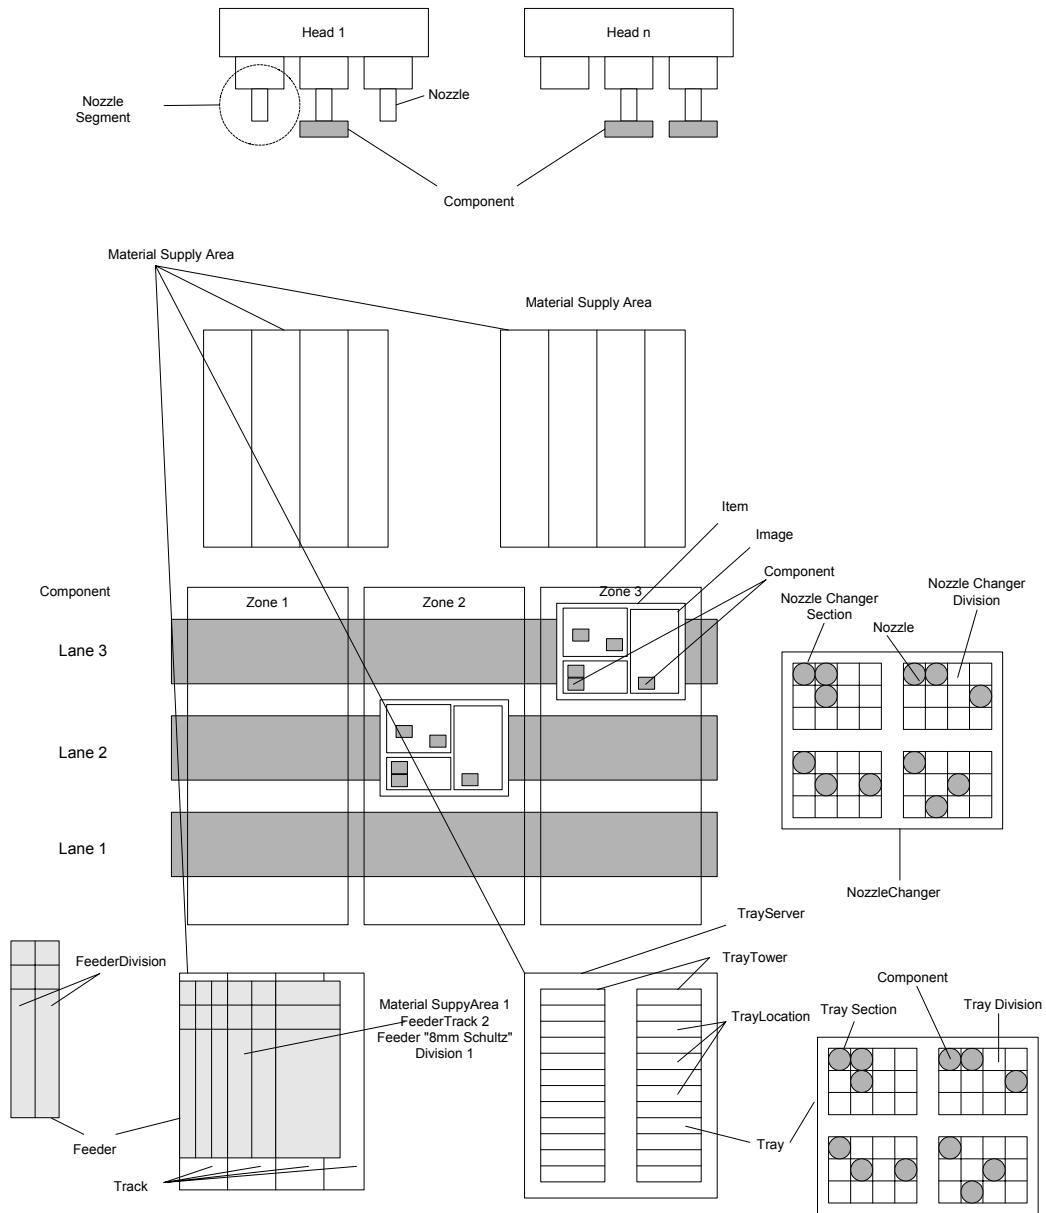 Head 1
Head n
Nozzle
Segment
Nozzle
Component
Material Supply Area
Material Supply Area
Item
Image
Component
Component
Zone 1
Zone 2
Zone 3
Nozzle Changer
Section
Nozzle Changer
Division
Nozzle
Lane 3
Lane 2
Lane 1
NozzleChanger
TrayServer
FeederDivision
TrayTower
Material SuppyArea 1
FeederTrack 2
Feeder "8mm Schultz"
Division 1
TrayLocation
Component
Tray Section
Tray Division
Feeder
Tray
Track